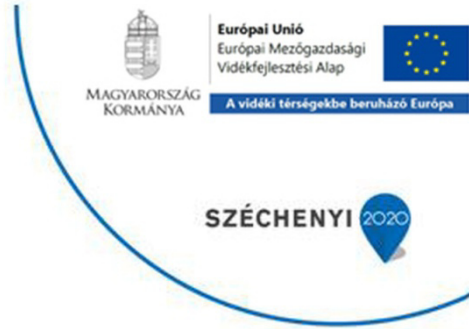 Európai Unió
Európai Mezőgazdasági
Vidékfejlesztési Alap
MAGYARORSZÁG
KORMÁNYA
A vidéki térségekbe beruházó Európa
SZÉCHENYI 2020